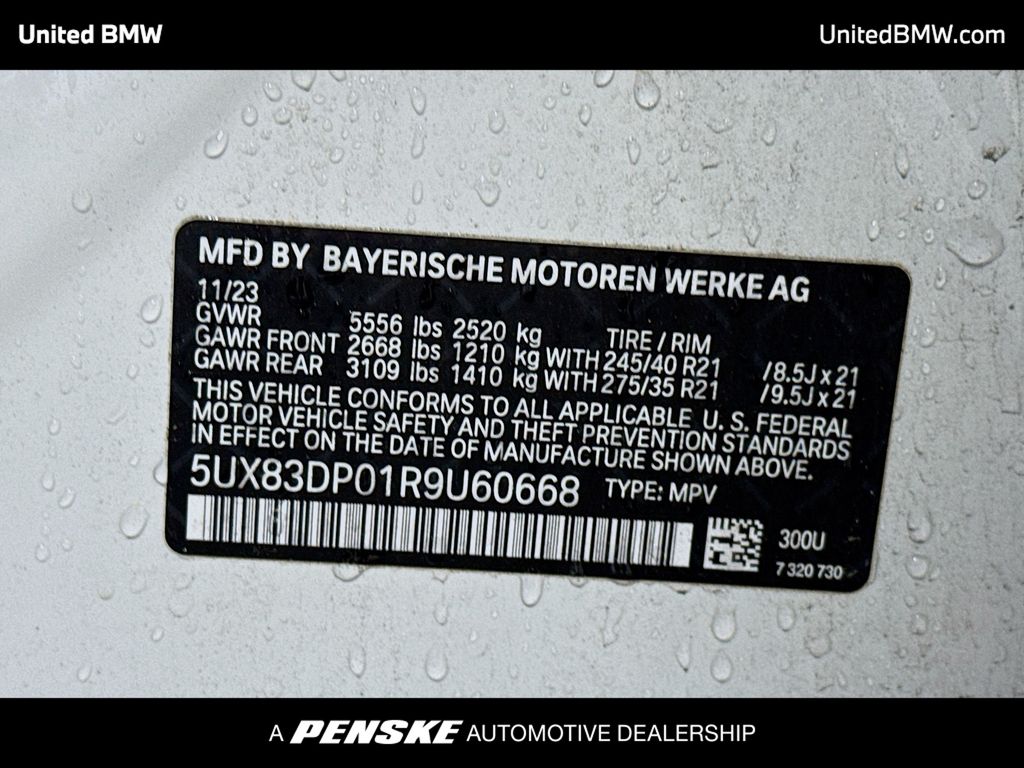 United BMW
UnitedBMW.com
MFD BY BAYERISCHE MOTOREN WERKE AG
11/23
GVWR 5556 lbs 2520 kg TIRE / RIM
GAWR FRONT 2668 lbs 1210 kg WITH 245/40 R21 /8.5J x 21
GAWR REAR 3109 lbs 1410 kg WITH 275/35 R21 /9.5J x 21
THIS VEHICLE CONFORMS TO ALL APPLICABLE U. S. FEDERAL
MOTOR VEHICLE SAFETY AND THEFT PREVENTION STANDARDS
IN EFFECT ON THE DATE OF MANUFACTURE SHOWN ABOVE.
5UX83DP01R9U60668 TYPE: MPV
300U
7 320 730
A PENSKE AUTOMOTIVE DEALERSHIP